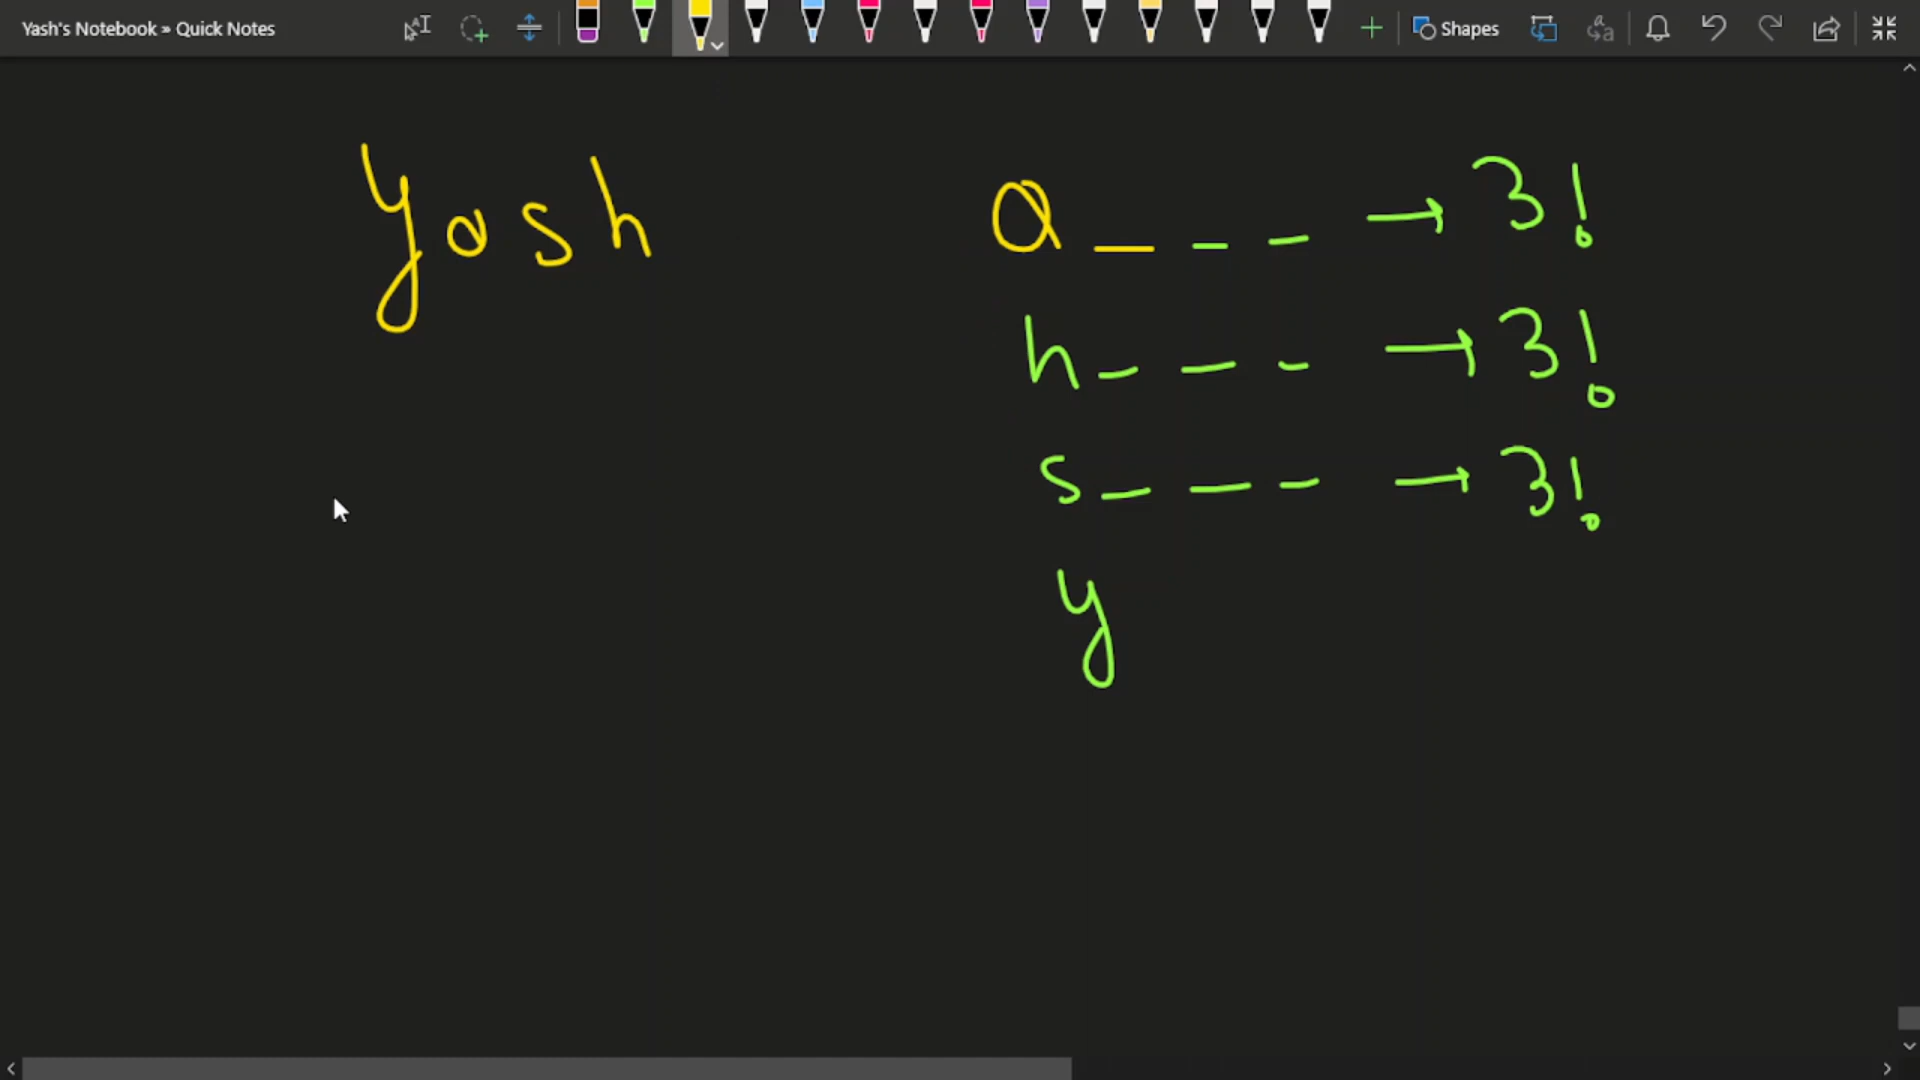 Yash's Notebook » Quick Notes
Shapes
Yash
a _ _ _ → 3!
h _ _ _ → 3!
s _ _ _ → 3!
y